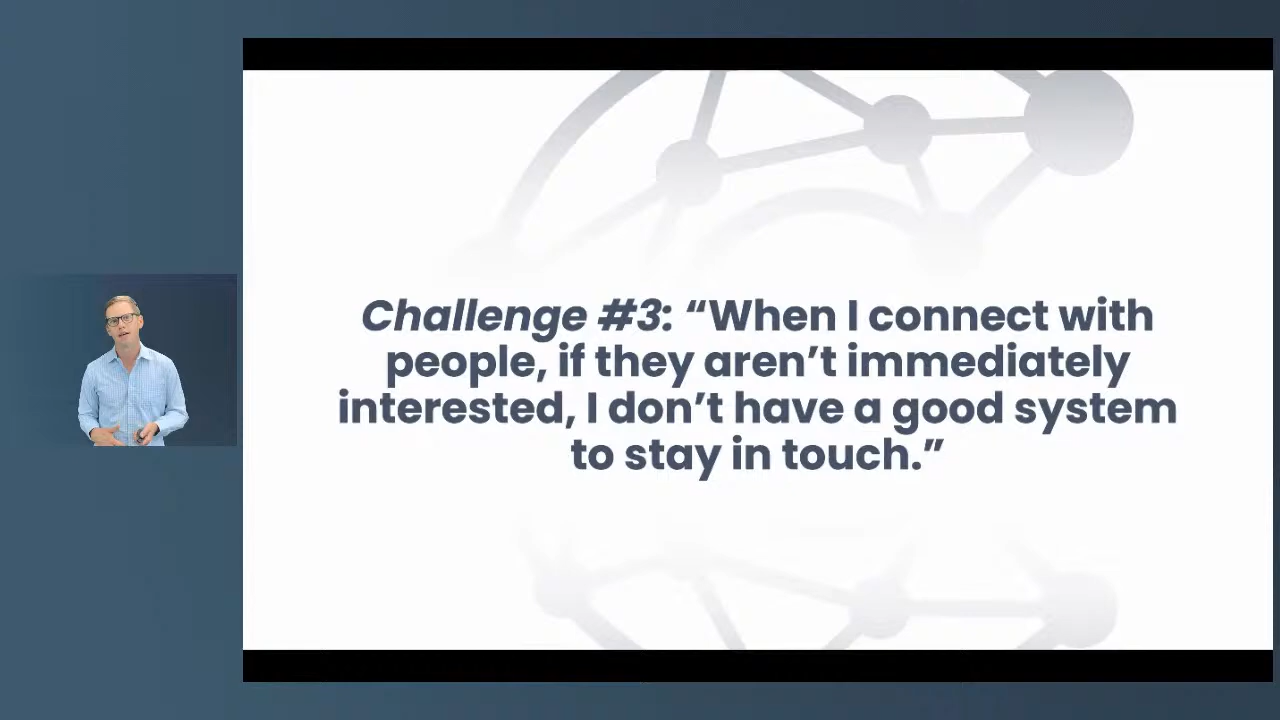 Challenge #3: “When I connect with
people, if they aren’t immediately
interested, I don’t have a good system
to stay in touch.”